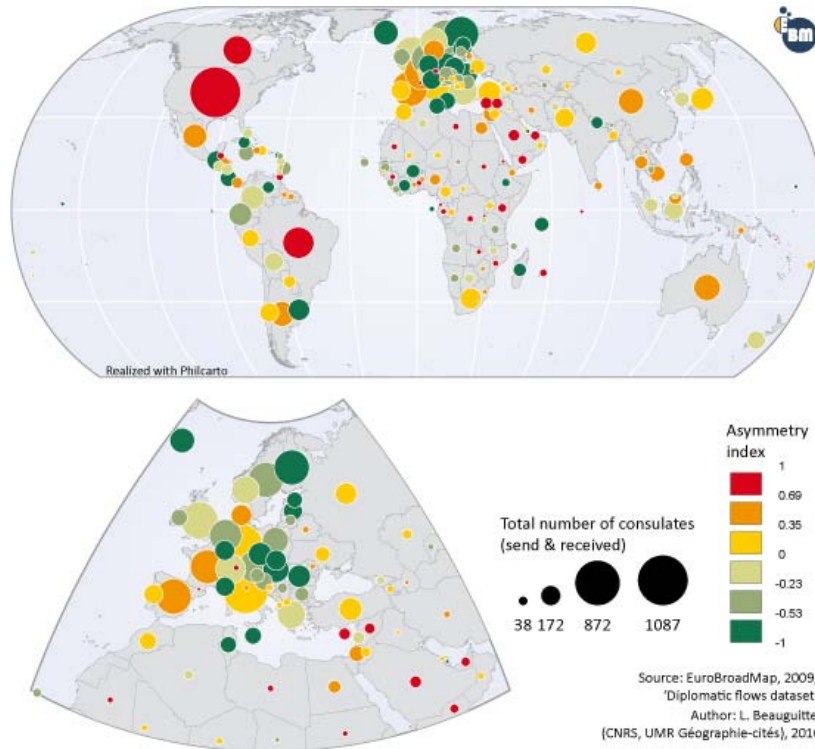 EBM
Realized with Philcarto
Asymmetry
index
1
0.69
0.35
0
-0.23
-0.53
-1
Total number of consulates
(send & received)
38 172 872 1087
Source: EuroBroadMap, 2009,
'Diplomatic flows dataset
Author: L. Beauguitte
(CNRS, UMR Géographie-cités), 2010